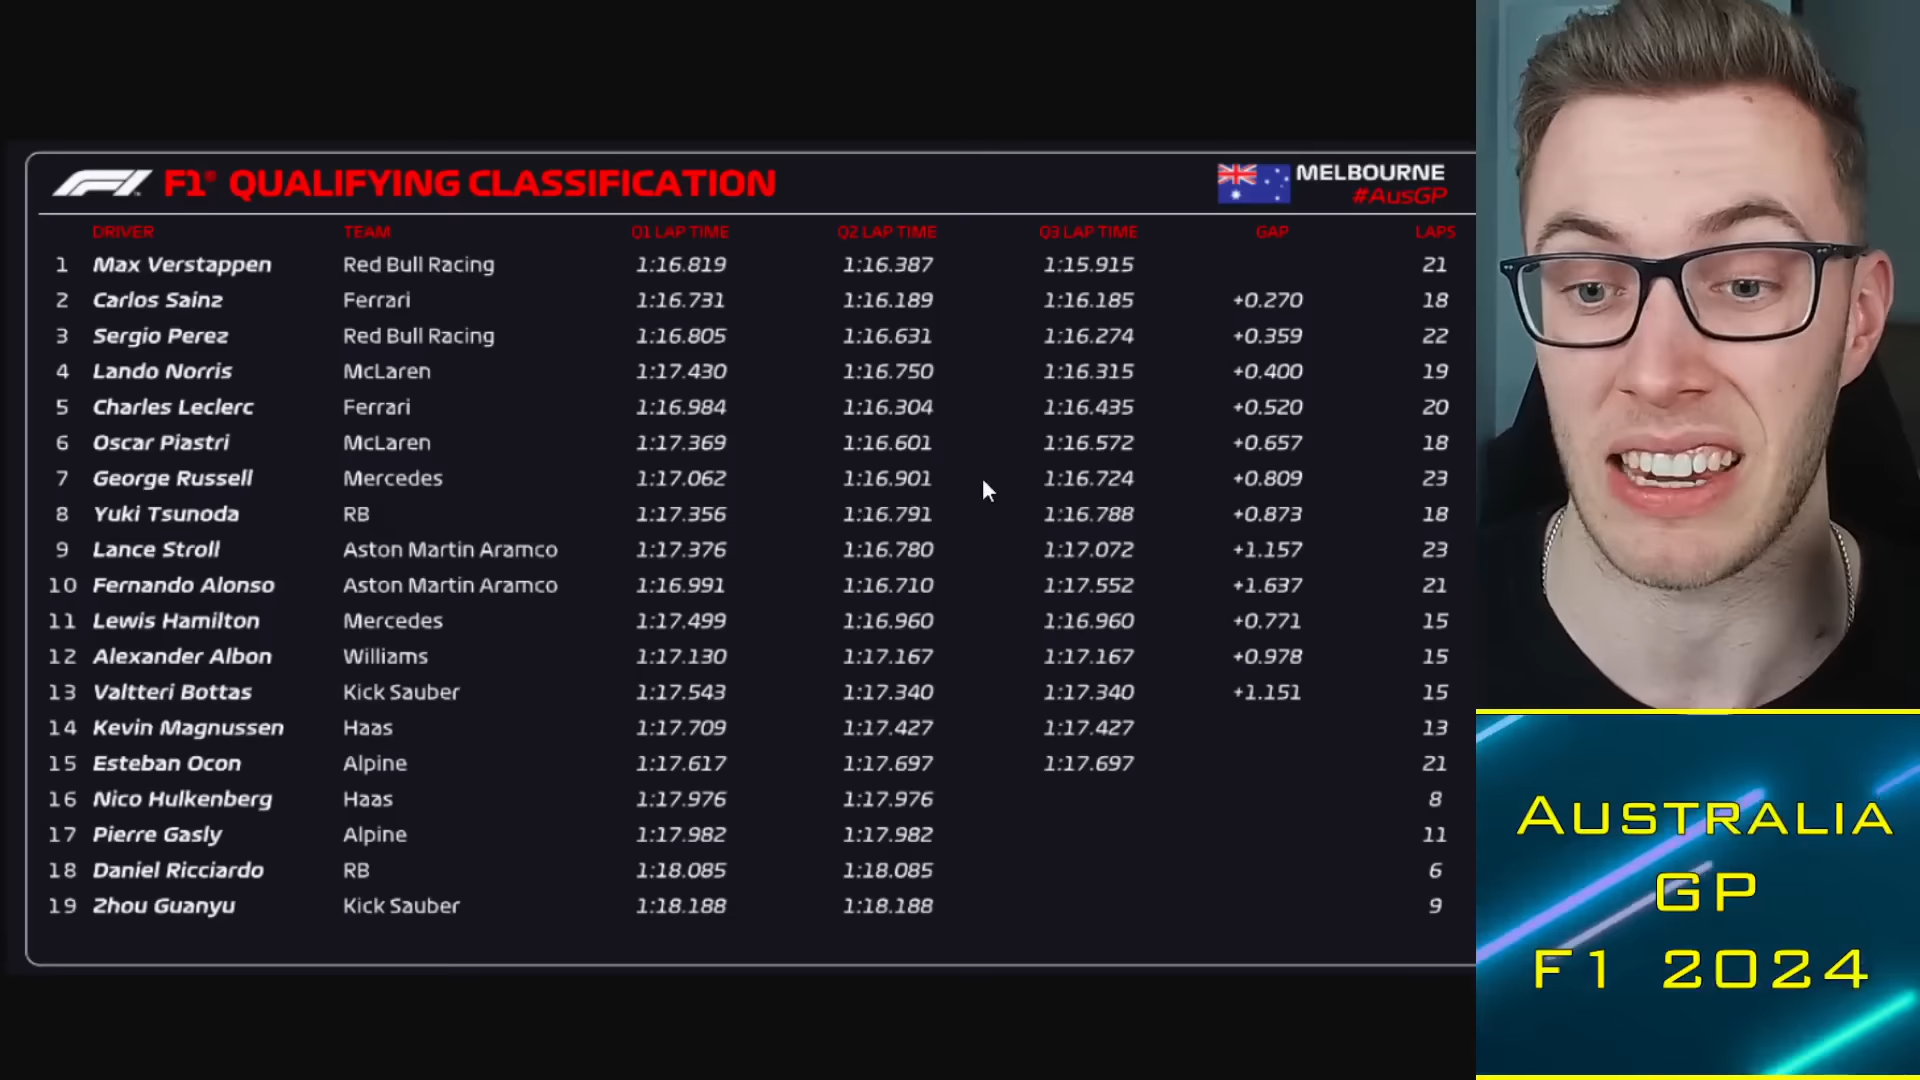 F1 F1® QUALIFYING CLASSIFICATION MELBOURNE
#AusGP
DRIVER TEAM Q1 LAP TIME Q2 LAP TIME Q3 LAP TIME GAP LAPS
1 Max Verstappen Red Bull Racing 1:16.819 1:16.387 1:15.915 21
2 Carlos Sainz Ferrari 1:16.731 1:16.189 1:16.185 +0.270 18
3 Sergio Perez Red Bull Racing 1:16.805 1:16.631 1:16.274 +0.359 22
4 Lando Norris McLaren 1:17.430 1:16.750 1:16.315 +0.400 19
5 Charles Leclerc Ferrari 1:16.984 1:16.304 1:16.435 +0.520 20
6 Oscar Piastri McLaren 1:17.369 1:16.601 1:16.572 +0.657 18
7 George Russell Mercedes 1:17.062 1:16.901 1:16.724 +0.809 23
8 Yuki Tsunoda RB 1:17.356 1:16.791 1:16.788 +0.873 18
9 Lance Stroll Aston Martin Aramco 1:17.376 1:16.780 1:17.072 +1.157 23
10 Fernando Alonso Aston Martin Aramco 1:16.991 1:16.710 1:17.552 +1.637 21
11 Lewis Hamilton Mercedes 1:17.499 1:16.960 1:16.960 +0.771 15
12 Alexander Albon Williams 1:17.130 1:17.167 1:17.167 +0.978 15
13 Valtteri Bottas Kick Sauber 1:17.543 1:17.340 1:17.340 +1.151 15
14 Kevin Magnussen Haas 1:17.709 1:17.427 1:17.427 13
15 Esteban Ocon Alpine 1:17.617 1:17.697 1:17.697 21
16 Nico Hulkenberg Haas 1:17.976 1:17.976 8
17 Pierre Gasly Alpine 1:17.982 1:17.982 11
18 Daniel Ricciardo RB 1:18.085 1:18.085 6
19 Zhou Guanyu Kick Sauber 1:18.188 1:18.188 9
AUSTRALIA
GP
F1 2024